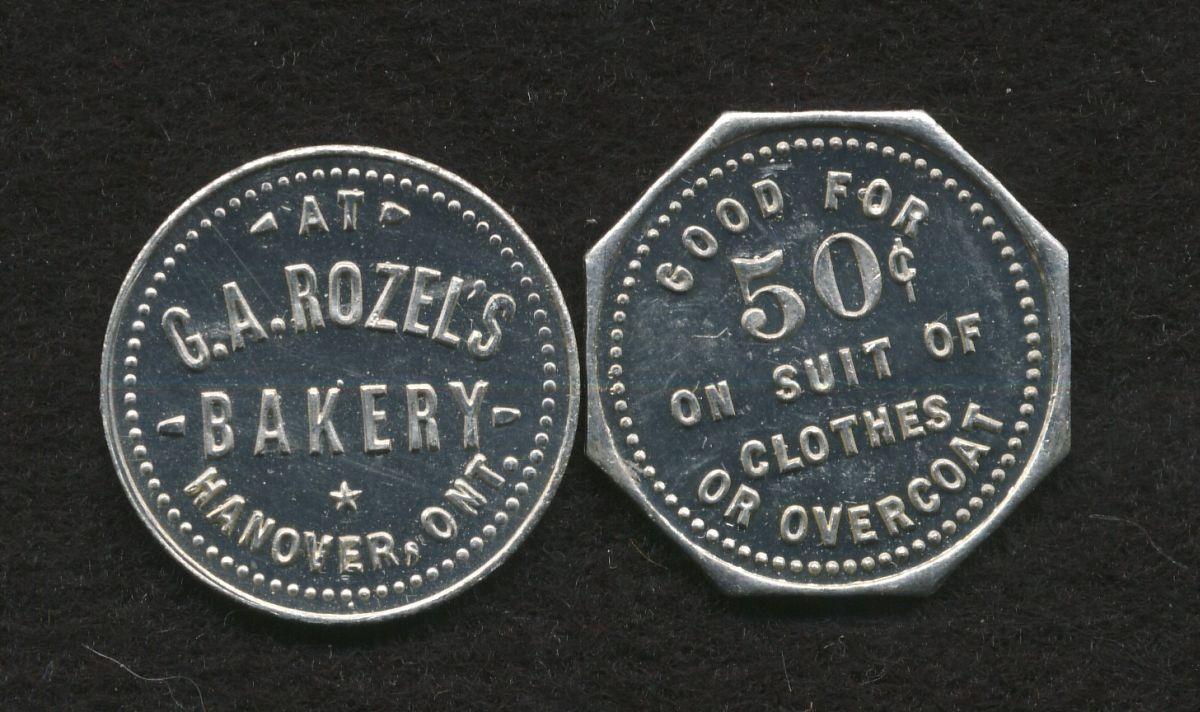 AT
G.A. ROZEL'S
BAKERY
HANOVER, ONT.
GOOD FOR
50¢
ON SUIT OF
CLOTHES
OR OVERCOAT